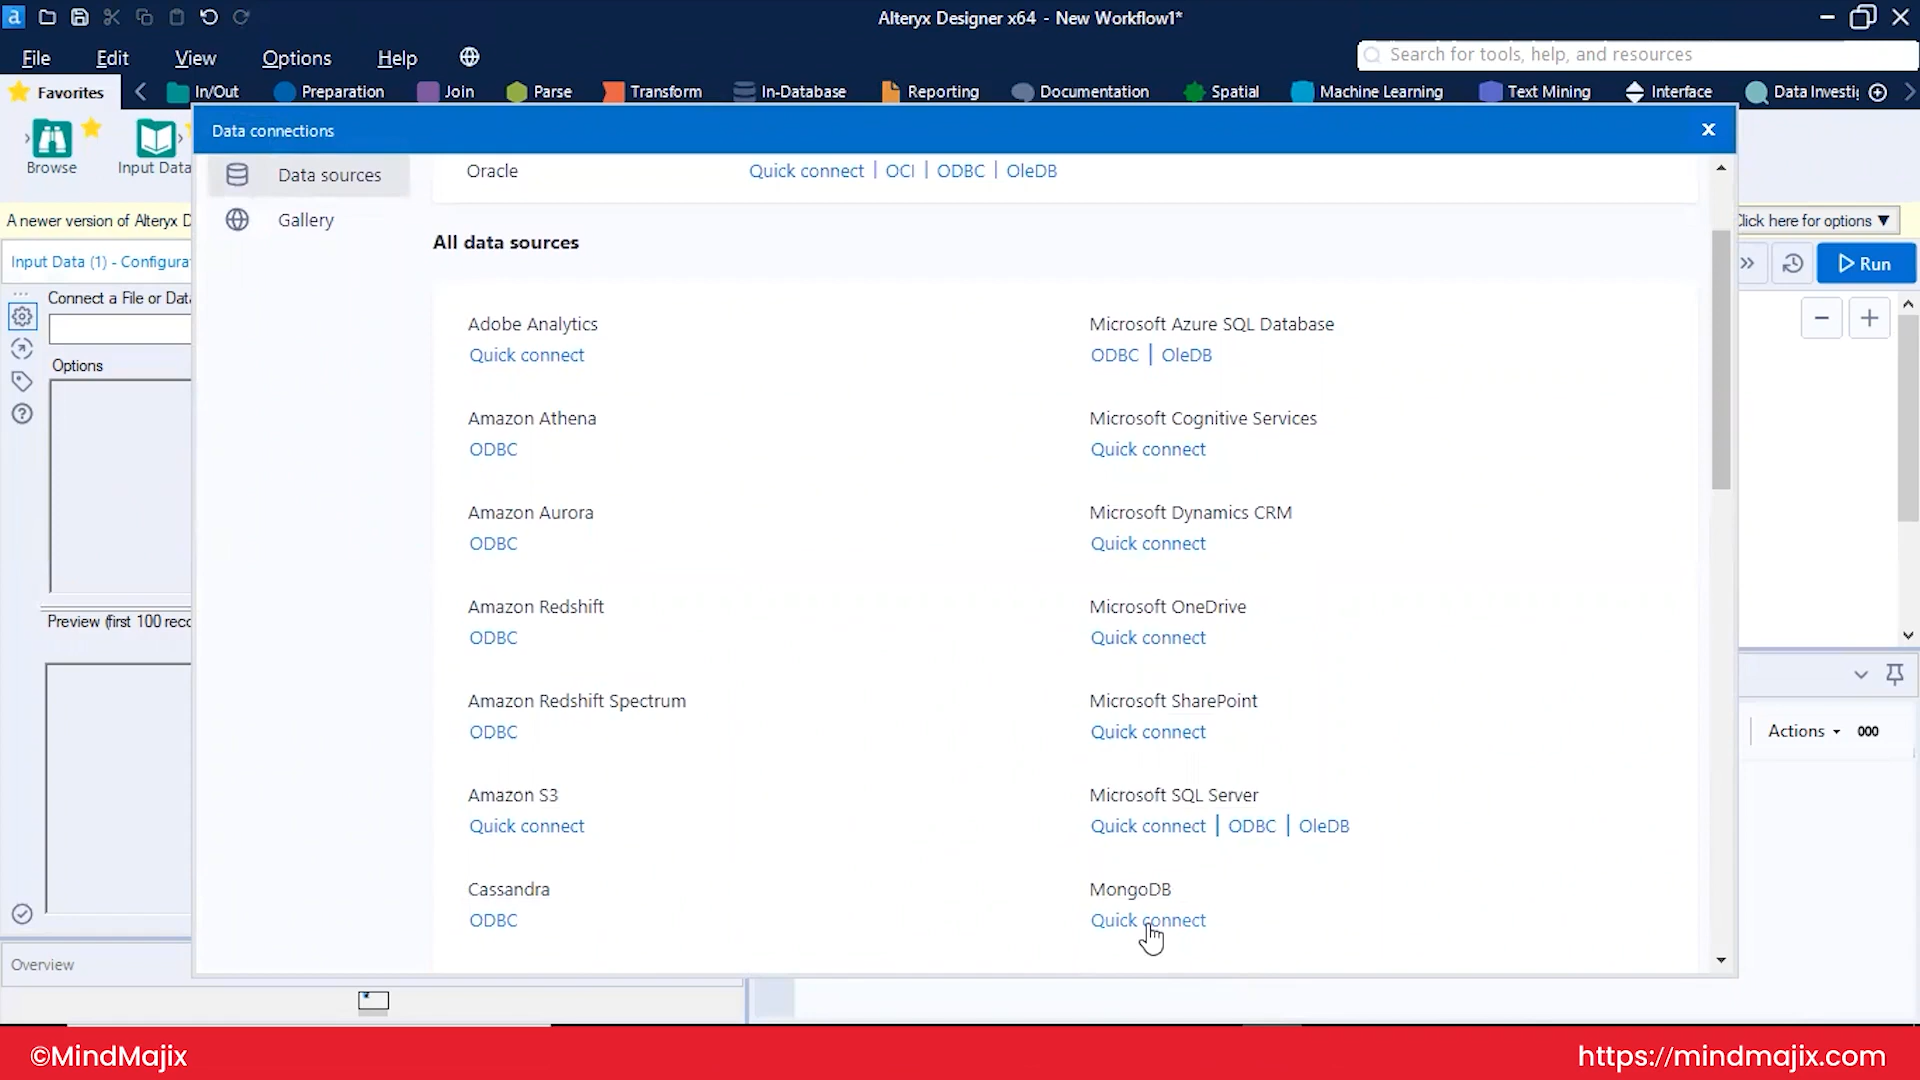 Alteryx Designer x64 - New Workflow1*
File Edit View Options Help
Search for tools, help, and resources
Favorites In/Out Preparation Join Parse Transform In-Database Reporting Documentation Spatial Machine Learning Text Mining Interface Data Investi
Browse
Input Data
Data connections
x
Data sources
Gallery
Oracle
Quick connect | OCI | ODBC | OleDB
A newer version of Alteryx D
Click here for options
Input Data (1) - Configurat
Run
Connect a File or Data
Options
Preview (first 100 reco
All data sources
Adobe Analytics
Quick connect
Amazon Athena
ODBC
Amazon Aurora
ODBC
Amazon Redshift
ODBC
Amazon Redshift Spectrum
ODBC
Amazon S3
Quick connect
Cassandra
ODBC
Microsoft Azure SQL Database
ODBC | OleDB
Microsoft Cognitive Services
Quick connect
Microsoft Dynamics CRM
Quick connect
Microsoft OneDrive
Quick connect
Microsoft SharePoint
Quick connect
Microsoft SQL Server
Quick connect | ODBC | OleDB
MongoDB
Quick connect
Actions
Overview
©MindMajix
https://mindmajix.com